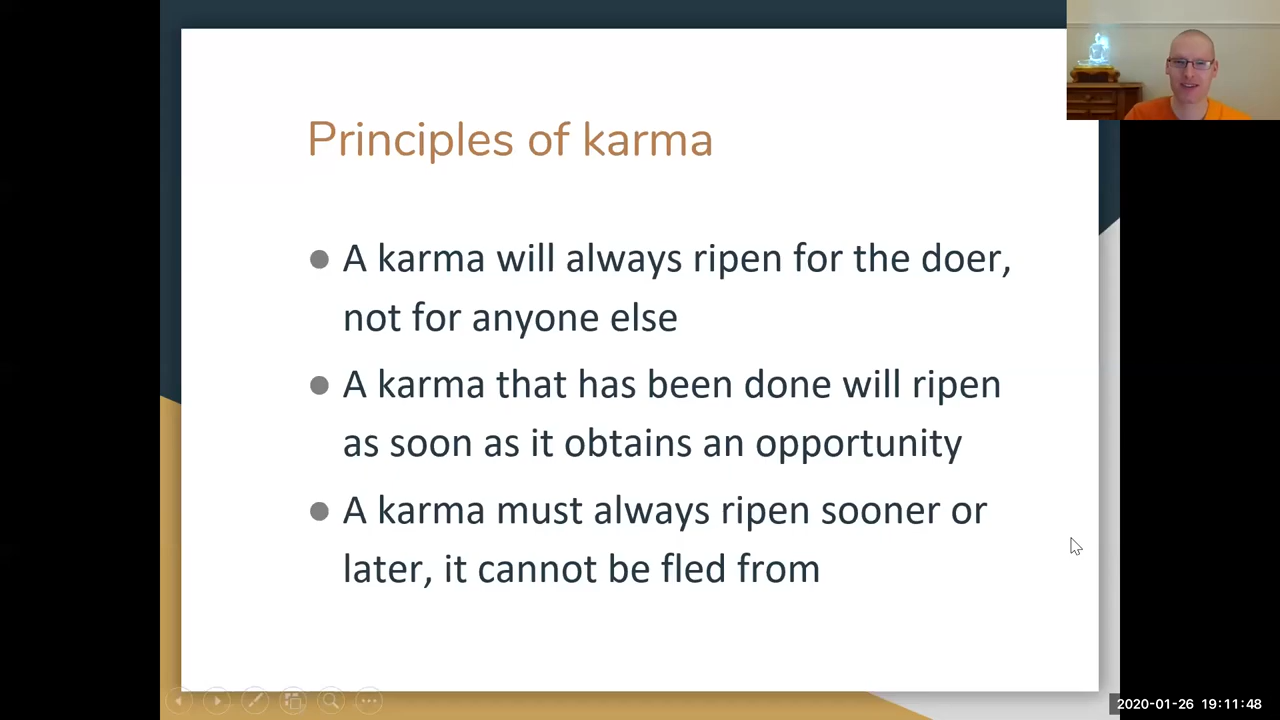 Principles of karma
A karma will always ripen for the doer,
not for anyone else
A karma that has been done will ripen
as soon as it obtains an opportunity
A karma must always ripen sooner or
later, it cannot be fled from
2020-01-26 19:11:48